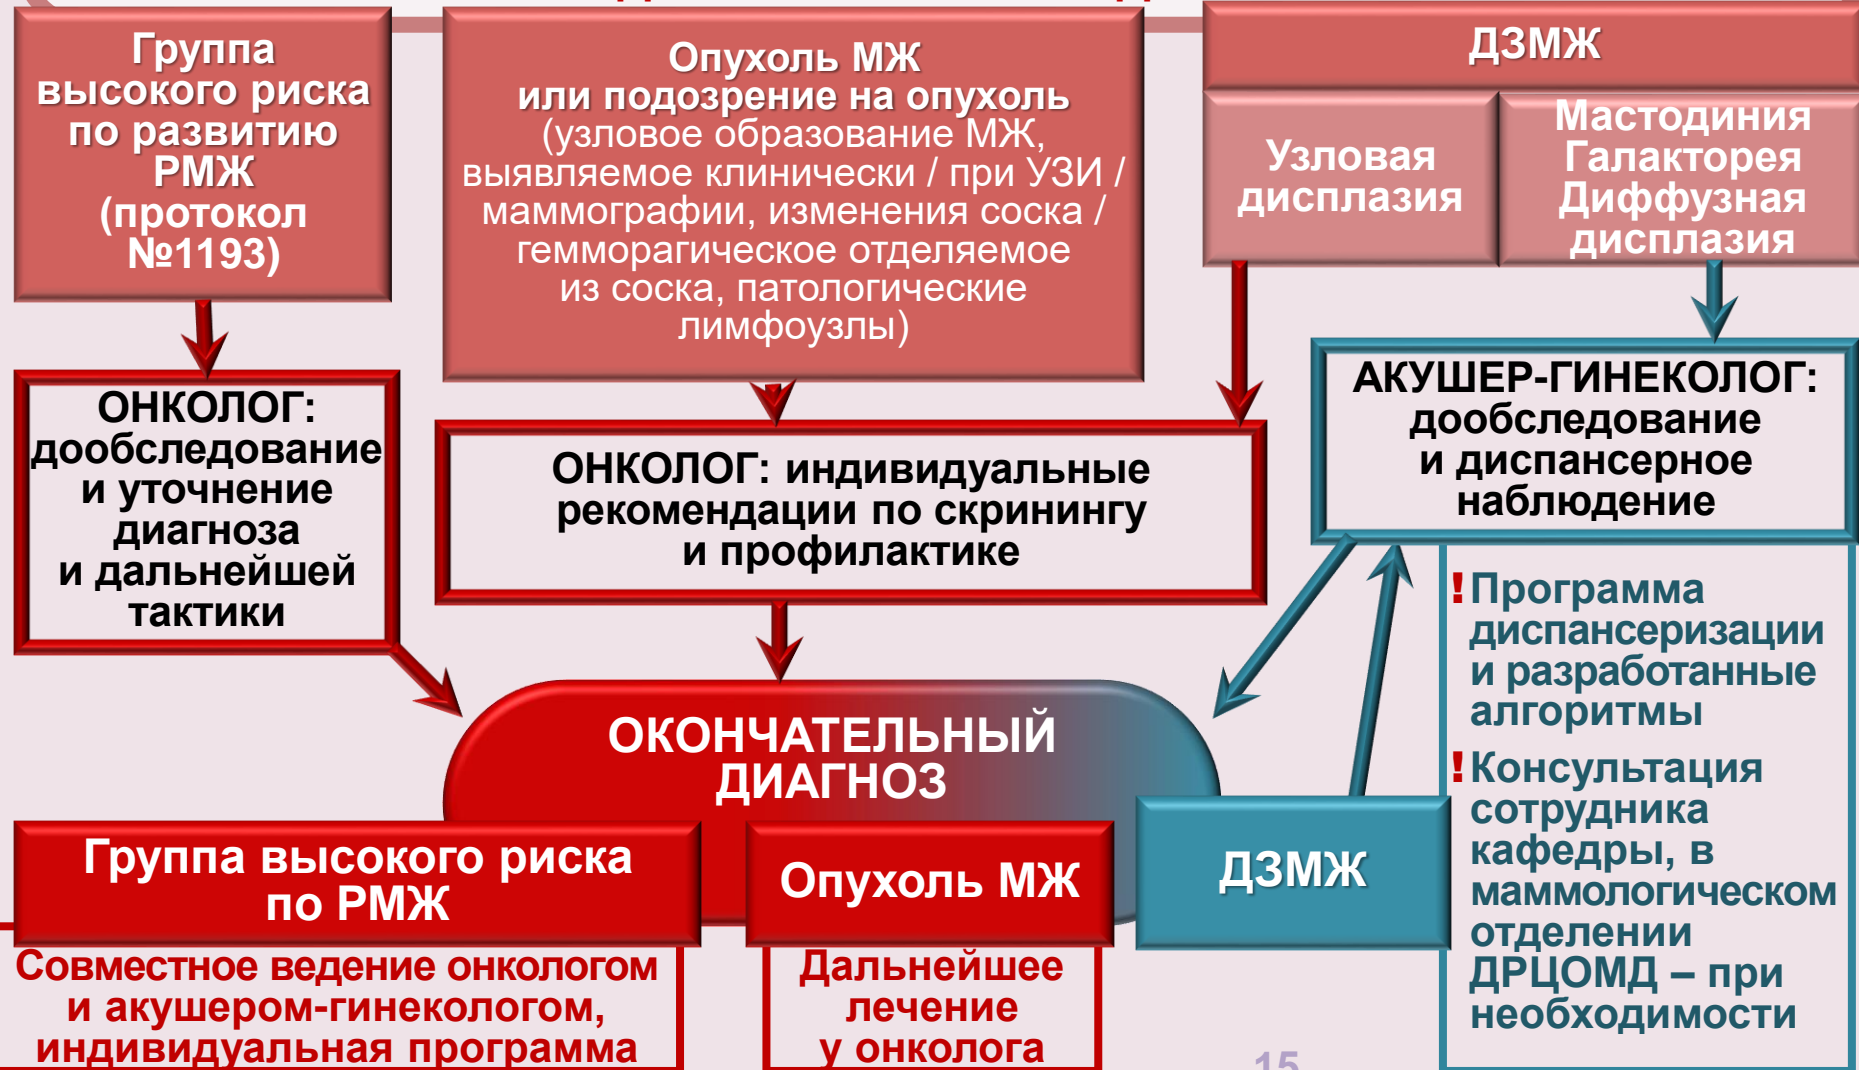 Группа
высокого риска
по развитию
РМЖ
(протокол
№1193)
Опухоль МЖ
или подозрение на опухоль
(узловое образование МЖ,
выявляемое клинически / при УЗИ /
маммографии, изменения соска /
гемморагическое отделяемое
из соска, патологические
лимфоузлы)
ДЗМЖ
Узловая
дисплазия
Мастодиния
Галакторея
Диффузная
дисплазия
ОНКОЛОГ:
дообследование
и уточнение
диагноза
и дальнейшей
тактики
ОНКОЛОГ: индивидуальные
рекомендации по скринингу
и профилактике
АКУШЕР-ГИНЕКОЛОГ:
дообследование
и диспансерное
наблюдение
! Программа
диспансеризации
и разработанные
алгоритмы
! Консультация
сотрудника
кафедры, в
маммологическом
отделении
ДРЦОМД – при
необходимости
ОКОНЧАТЕЛЬНЫЙ
ДИАГНОЗ
Группа высокого риска
по РМЖ
Опухоль МЖ
ДЗМЖ
Совместное ведение онкологом
и акушером-гинекологом,
индивидуальная программа
Дальнейшее
лечение
у онколога
15